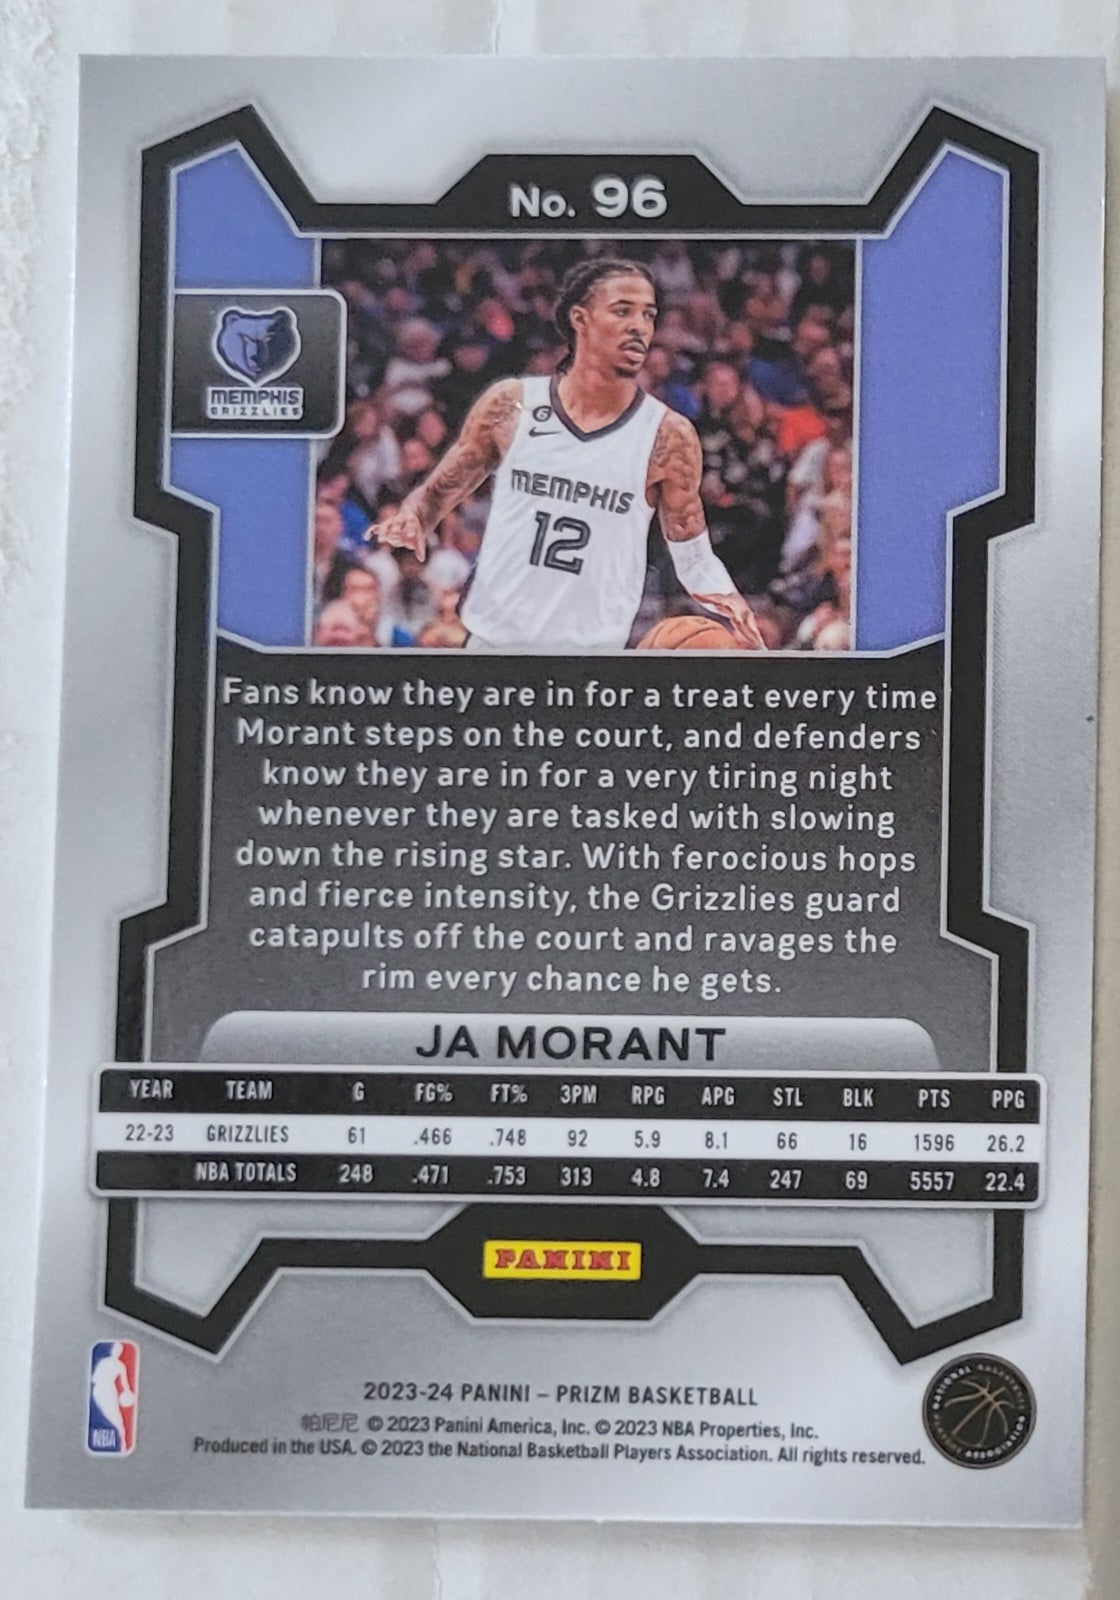 No. 96
MEMPHIS
GRIZZLIES
6
MEMPHIS
12
Fans know they are in for a treat every time
Morant steps on the court, and defenders
know they are in for a very tiring night
whenever they are tasked with slowing
down the rising star. With ferocious hops
and fierce intensity, the Grizzlies guard
catapults off the court and ravages the
rim every chance he gets.
JA MORANT
YEAR TEAM G FG% FT% 3PM RPG APG STL BLK PTS PPG
22-23 GRIZZLIES 61 .466 .748 92 5.9 8.1 66 16 1596 26.2
NBA TOTALS 248 .471 .753 313 4.8 7.4 247 69 5557 22.4
PANINI
2023-24 PANINI – PRIZM BASKETBALL
帕尼尼 © 2023 Panini America, Inc. © 2023 NBA Properties, Inc.
Produced in the USA. © 2023 the National Basketball Players Association. All rights reserved.
NBA
NATIONAL BASKETBALL PLAYERS ASSOCIATION